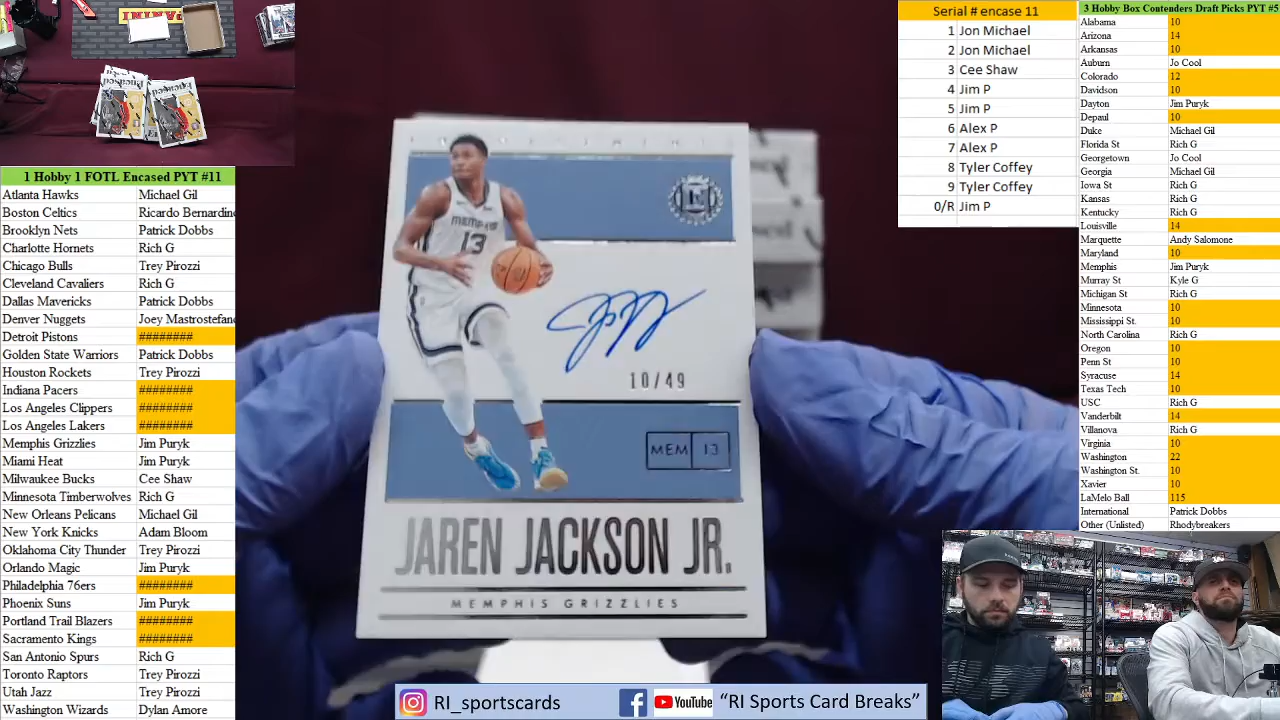 PANINI
Encased
1 Hobby 1 FOTL Encased PYT #11
Atlanta Hawks Michael Gil
Boston Celtics Ricardo Bernardino
Brooklyn Nets Patrick Dobbs
Charlotte Hornets Rich G
Chicago Bulls Trey Pirozzi
Cleveland Cavaliers Rich G
Dallas Mavericks Patrick Dobbs
Denver Nuggets Joey Mastrostefano
Detroit Pistons ########
Golden State Warriors Patrick Dobbs
Houston Rockets Trey Pirozzi
Indiana Pacers ########
Los Angeles Clippers ########
Los Angeles Lakers ########
Memphis Grizzlies Jim Puryk
Miami Heat Jim Puryk
Milwaukee Bucks Cee Shaw
Minnesota Timberwolves Rich G
New Orleans Pelicans Michael Gil
New York Knicks Adam Bloom
Oklahoma City Thunder Trey Pirozzi
Orlando Magic Jim Puryk
Philadelphia 76ers ########
Phoenix Suns Jim Puryk
Portland Trail Blazers ########
Sacramento Kings ########
San Antonio Spurs Rich G
Toronto Raptors Trey Pirozzi
Utah Jazz Trey Pirozzi
Washington Wizards Dylan Amore
MEMPHIS
13
10/49
MEM 13
JAREN JACKSON JR.
MEMPHIS GRIZZLIES
Serial # encase 11
1 Jon Michael
2 Jon Michael
3 Cee Shaw
4 Jim P
5 Jim P
6 Alex P
7 Alex P
8 Tyler Coffey
9 Tyler Coffey
0/R Jim P
3 Hobby Box Contenders Draft Picks PYT #5
Alabama 10
Arizona 14
Arkansas 10
Auburn Jo Cool
Colorado 12
Davidson 10
Dayton Jim Puryk
Depaul 10
Duke Michael Gil
Florida St Rich G
Georgetown Jo Cool
Georgia Michael Gil
Iowa St Rich G
Kansas Rich G
Kentucky Rich G
Louisville 14
Marquette Andy Salomone
Maryland 10
Memphis Jim Puryk
Murray St Kyle G
Michigan St Rich G
Minnesota 10
Mississippi St. 10
North Carolina Rich G
Oregon 10
Penn St 10
Syracuse 14
Texas Tech 10
USC Rich G
Vanderbilt 14
Villanova Rich G
Virginia 10
Washington 22
Washington St. 10
Xavier 10
LaMelo Ball 115
International Patrick Dobbs
Other (Unlisted) Rhodybreakers
RI_sportscards
YouTube
"RI Sports Card Breaks"